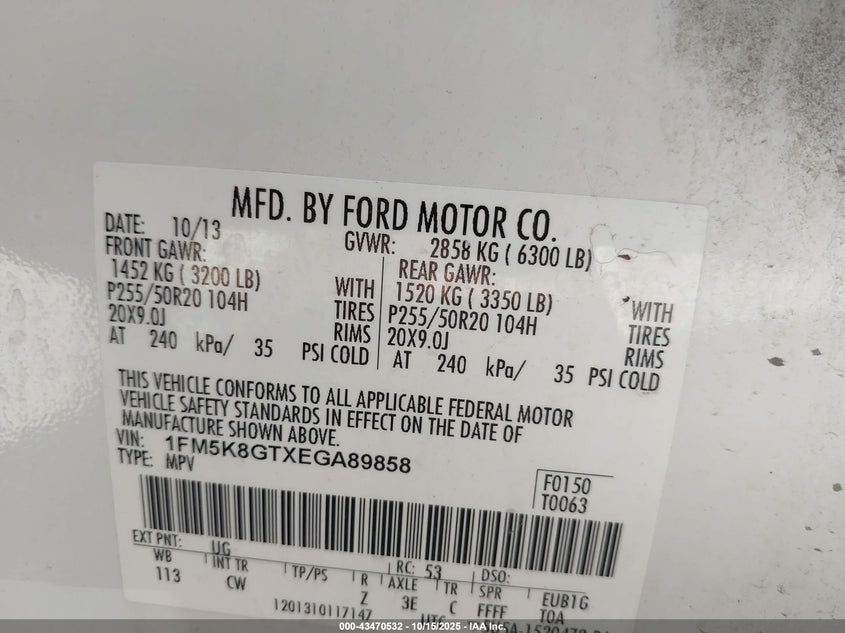 MFD. BY FORD MOTOR CO.
DATE: 10/13
GVWR: 2858 KG ( 6300 LB)
FRONT GAWR:
1452 KG ( 3200 LB)
WITH
P255/50R20 104H
TIRES
20X9.0J
RIMS
AT 240 kPa/ 35 PSI COLD
REAR GAWR:
1520 KG ( 3350 LB)
WITH
P255/50R20 104H
TIRES
20X9.0J
RIMS
AT 240 kPa/ 35 PSI COLD
THIS VEHICLE CONFORMS TO ALL APPLICABLE FEDERAL MOTOR
VEHICLE SAFETY STANDARDS IN EFFECT ON THE DATE OF
MANUFACTURE SHOWN ABOVE.
VIN: 1FM5K8GTXEGA89858
TYPE: MPV
F0150
T0063
EXT PNT: UG RC: 53 DSO:
WB INT TR TP/PS R AXLE TR SPR EUB1G
113 CW Z 3E C FFFF TOA
1201310117147 UTC
000-43470532 - 10/15/2025 - IAA, Inc.